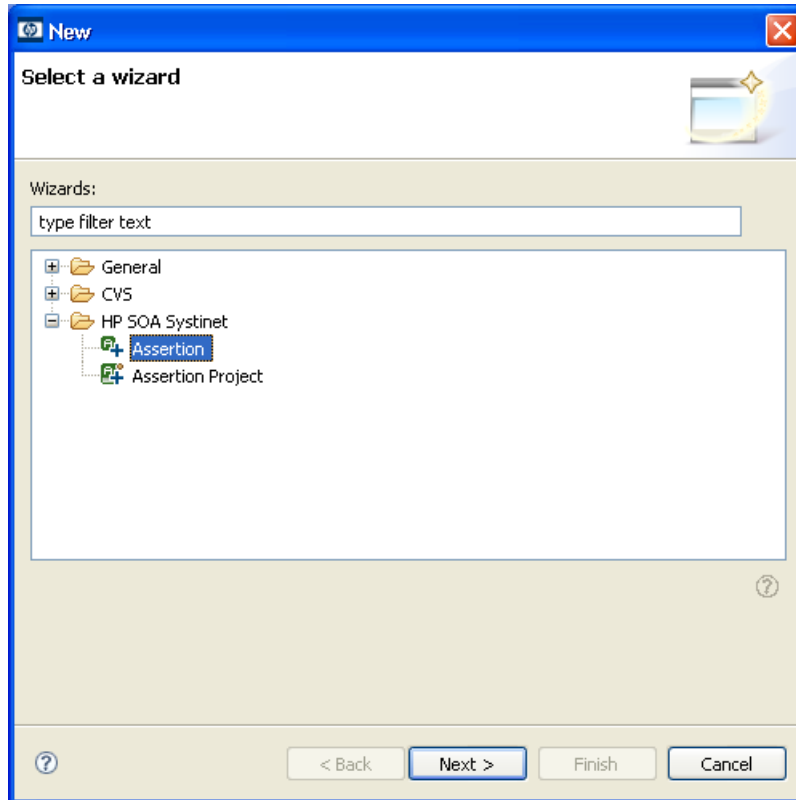 New
Select a wizard
Wizards:
type filter text
General
CVS
HP SOA Systinet
Assertion
Assertion Project
< Back
Next >
Finish
Cancel